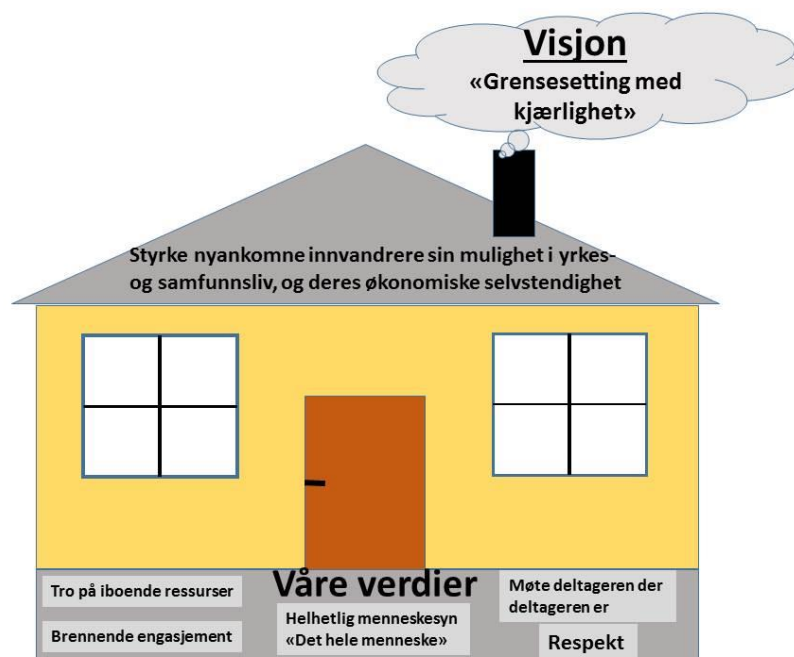 Visjon
«Grensesetting med
kjærlighet»
Styrke nyankomne innvandrere sin mulighet i yrkes-
og samfunnsliv, og deres økonomiske selvstendighet
Våre verdier
Tro på iboende ressurser
Brennende engasjement
Helhetlig menneskesyn
«Det hele menneske»
Møte deltageren der
deltageren er
Respekt